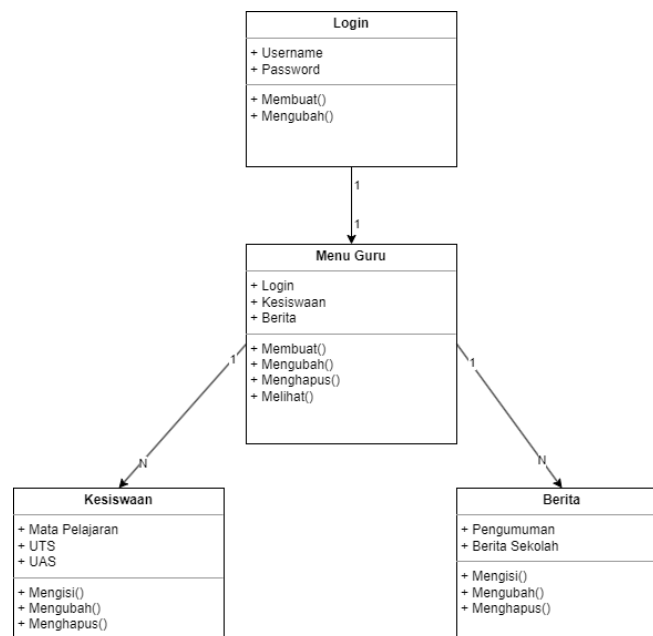 Login
+ Username
+ Password
+ Membuat()
+ Mengubah()
1
1
Menu Guru
+ Login
+ Kesiswaan
+ Berita
+ Membuat()
+ Mengubah()
+ Menghapus()
+ Melihat()
1
1
N
N
Kesiswaan
+ Mata Pelajaran
+ UTS
+ UAS
+ Mengisi()
+ Mengubah()
+ Menghapus()
Berita
+ Pengumuman
+ Berita Sekolah
+ Mengisi()
+ Mengubah()
+ Menghapus()